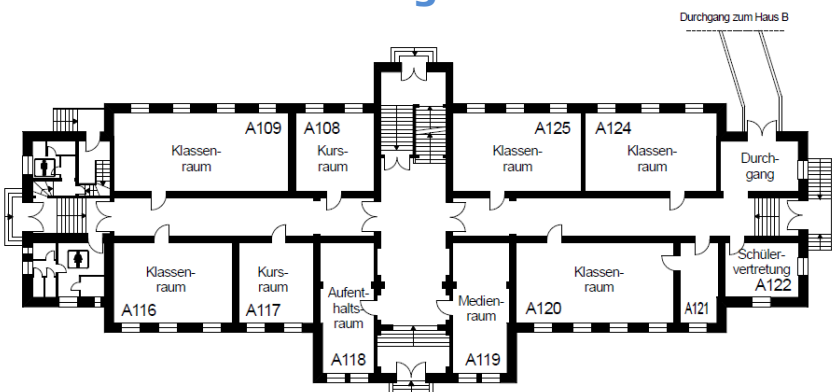 Durchgang zum Haus B
A109
Klassen-
raum
A108
Kurs-
raum
A125
Klassen-
raum
A124
Klassen-
raum
Durch-
gang
Klassen-
raum
A116
Kurs-
raum
A117
Aufent-
halts-
raum
A118
Medien-
raum
A119
Klassen-
raum
A120
A121
Schüler-
vertretung
A122